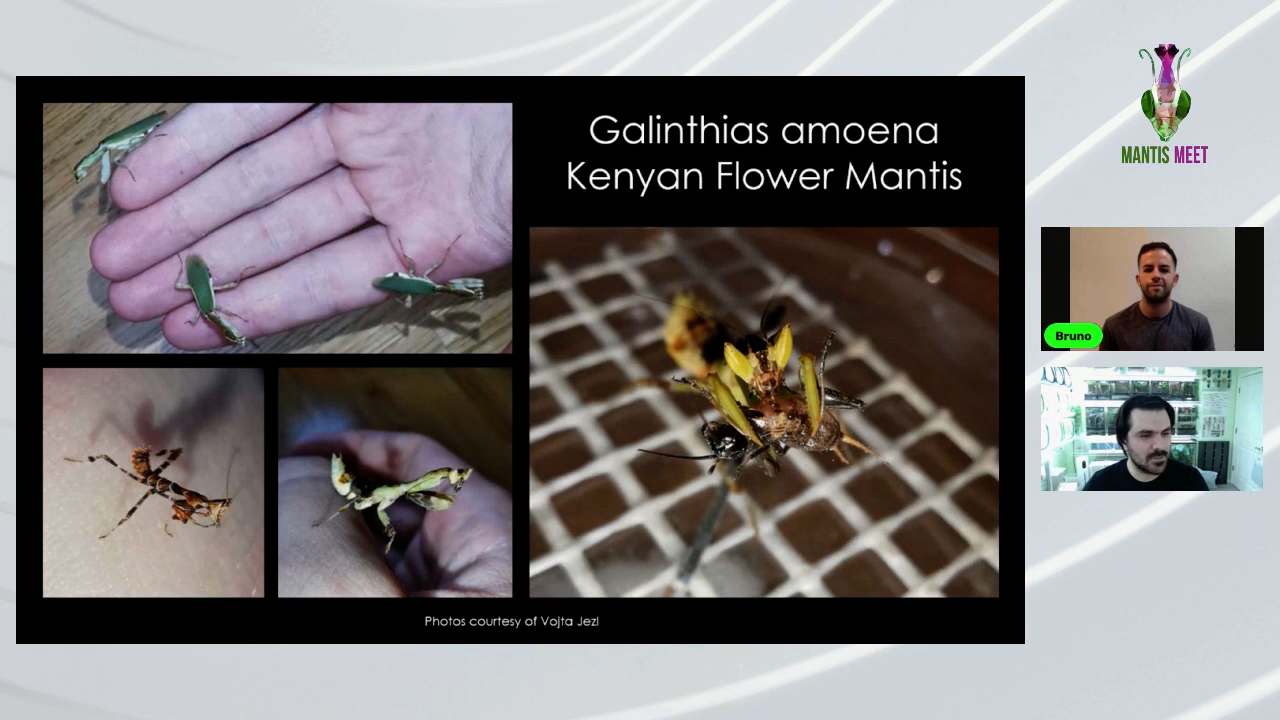 Galinthias amoena
Kenyan Flower Mantis
Photos courtesy of Vojta Jezl
MANTIS MEET
Bruno